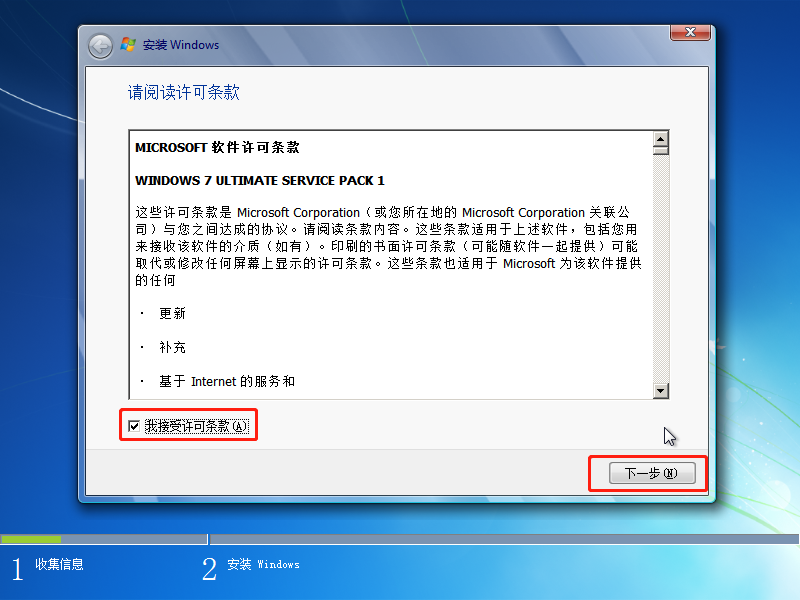 安装 Windows
请阅读许可条款
MICROSOFT 软件许可条款
WINDOWS 7 ULTIMATE SERVICE PACK 1
这些许可条款是 Microsoft Corporation（或您所在地的 Microsoft Corporation 关联公
司）与您之间达成的协议。请阅读条款内容。这些条款适用于上述软件，包括您用
来接收该软件的介质（如有）。印刷的书面许可条款（可能随软件一起提供）可能
取代或修改任何屏幕上显示的许可条款。这些条款也适用于 Microsoft 为该软件提供
的任何
· 更新
· 补充
· 基于 Internet 的服务和
我接受许可条款(A)
下一步(N)
1 收集信息
2 安装 Windows